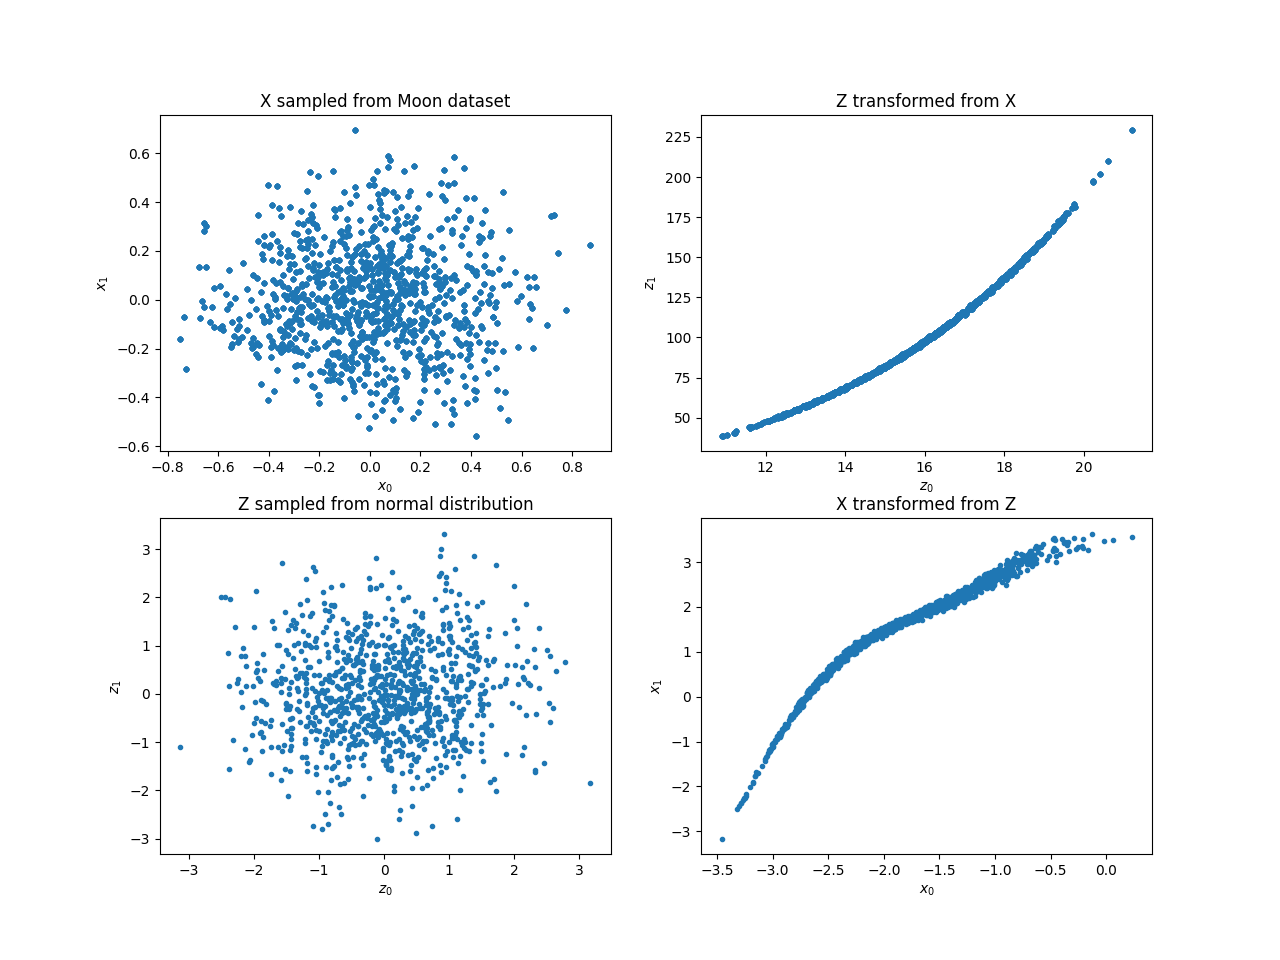 X sampled from Moon dataset
x₁
0.6
0.4
0.2
0.0
−0.2
−0.4
−0.6
−0.8 −0.6 −0.4 −0.2 0.0 0.2 0.4 0.6 0.8
x₀
Z transformed from X
z₁
225
200
175
150
125
100
75
50
12 14 16 18 20
z₀
Z sampled from normal distribution
z₁
3
2
1
0
−1
−2
−3
−3 −2 −1 0 1 2 3
z₀
X transformed from Z
x₁
3
2
1
0
−1
−2
−3
−3.5 −3.0 −2.5 −2.0 −1.5 −1.0 −0.5 0.0
x₀